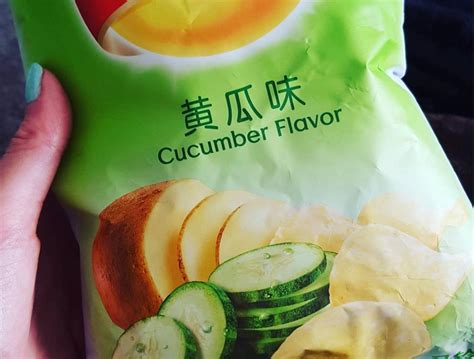 黄瓜味
Cucumber Flavor